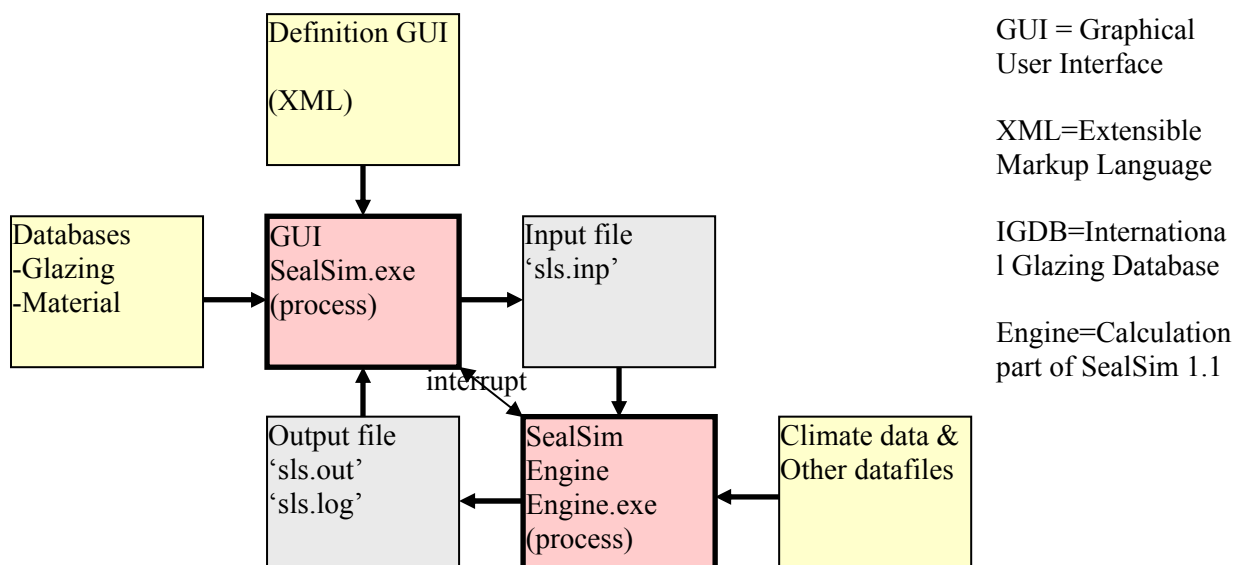 Definition GUI
(XML)
Databases
-Glazing
-Material
GUI
SealSim.exe
(process)
Input file
‘sls.inp’
interrupt
Output file
‘sls.out’
‘sls.log’
SealSim
Engine
Engine.exe
(process)
Climate data &
Other datafiles
GUI = Graphical
User Interface
XML=Extensible
Markup Language
IGDB=Internationa
l Glazing Database
Engine=Calculation
part of SealSim 1.1